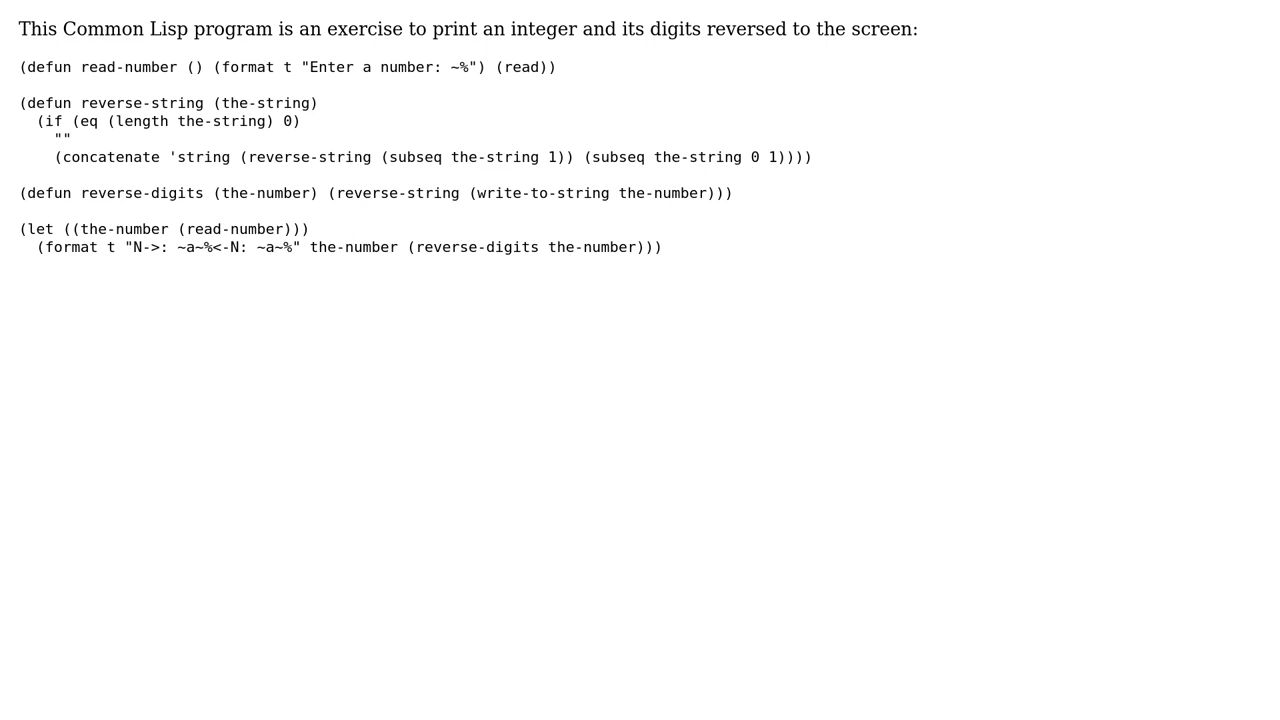 This Common Lisp program is an exercise to print an integer and its digits reversed to the screen:
(defun read-number () (format t "Enter a number: ~%") (read))
(defun reverse-string (the-string)
  (if (eq (length the-string) 0)
    ""
    (concatenate 'string (reverse-string (subseq the-string 1)) (subseq the-string 0 1))))
(defun reverse-digits (the-number) (reverse-string (write-to-string the-number)))
(let ((the-number (read-number)))
  (format t "N->: ~a~%<-N: ~a~%" the-number (reverse-digits the-number)))